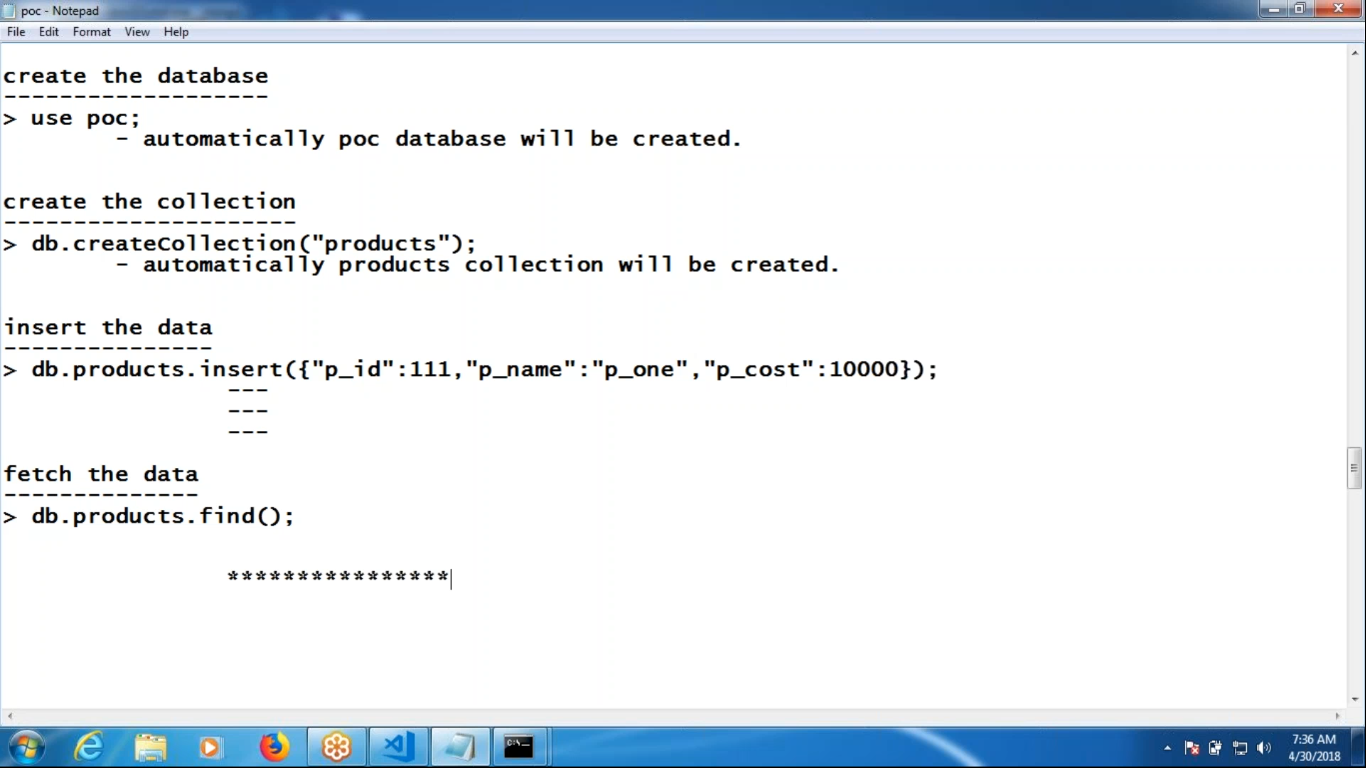 poc - Notepad
File Edit Format View Help
create the database
-------------------
> use poc;
- automatically poc database will be created.
create the collection
---------------------
> db.createCollection("products");
- automatically products collection will be created.
insert the data
---------------
> db.products.insert({"p_id":111,"p_name":"p_one","p_cost":10000});
---
---
---
fetch the data
--------------
> db.products.find();
****************
7:36 AM
4/30/2018